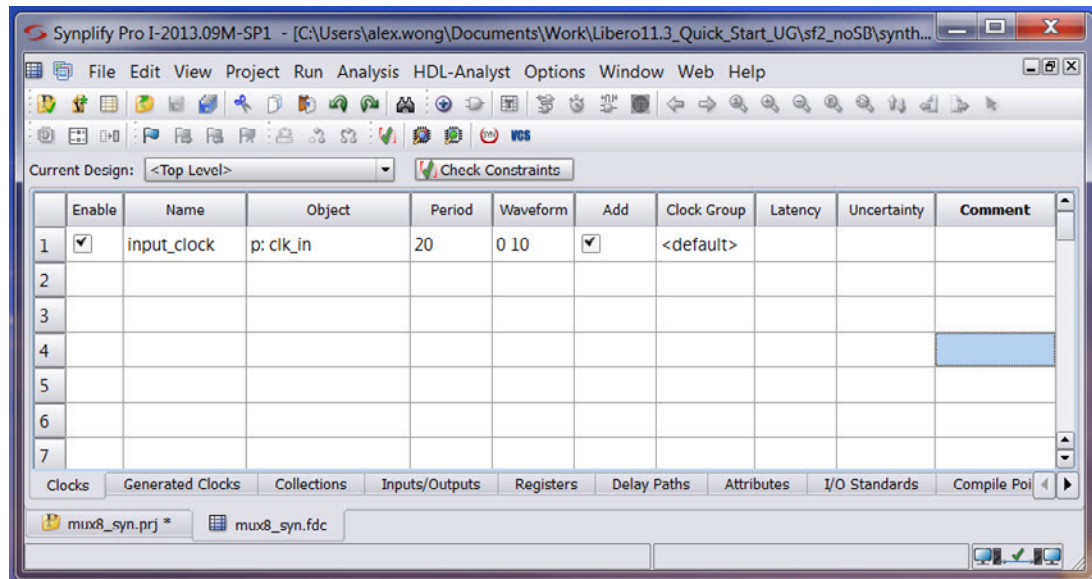 Synplify Pro I-2013.09M-SP1 - [C:\Users\alex.wong\Documents\Work\Libero11.3_Quick_Start_UG\sf2_noSB\synth...
File Edit View Project Run Analysis HDL-Analyst Options Window Web Help
VCS
Current Design: <Top Level> Check Constraints
Enable Name Object Period Waveform Add Clock Group Latency Uncertainty Comment
1 input_clock p: clk_in 20 0 10 <default>
2
3
4
5
6
7
Clocks Generated Clocks Collections Inputs/Outputs Registers Delay Paths Attributes I/O Standards Compile Poi
mux8_syn.prj * mux8_syn.fdc